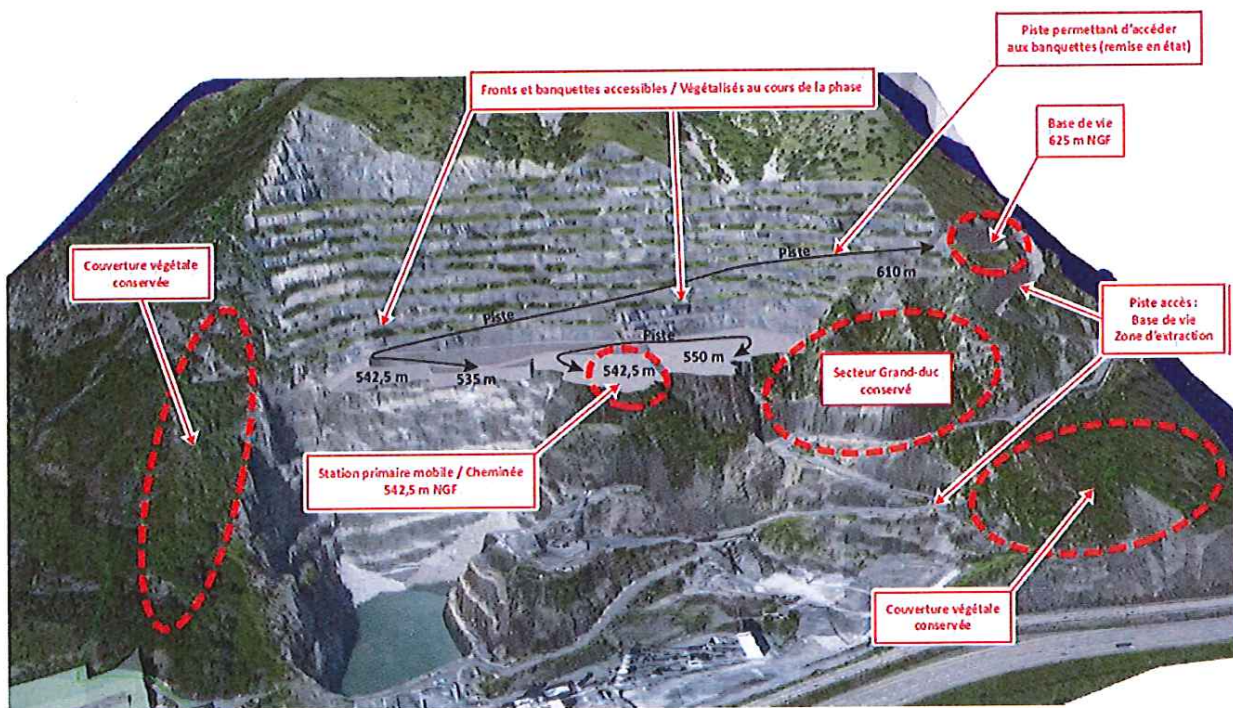 Piste permettant d'accéder
aux banquettes (remise en état)
Fronts et banquettes accessibles / Végétalisés au cours de la phase
Base de vie
625 m NGF
Couverture végétale
conservée
Piste
610 m
Piste accès :
Base de vie
Zone d'extraction
Piste
Piste
550 m
542,5 m
535 m
542,5 m
Secteur Grand-duc
conservé
Station primaire mobile / Cheminée
542,5 m NGF
Couverture végétale
conservée